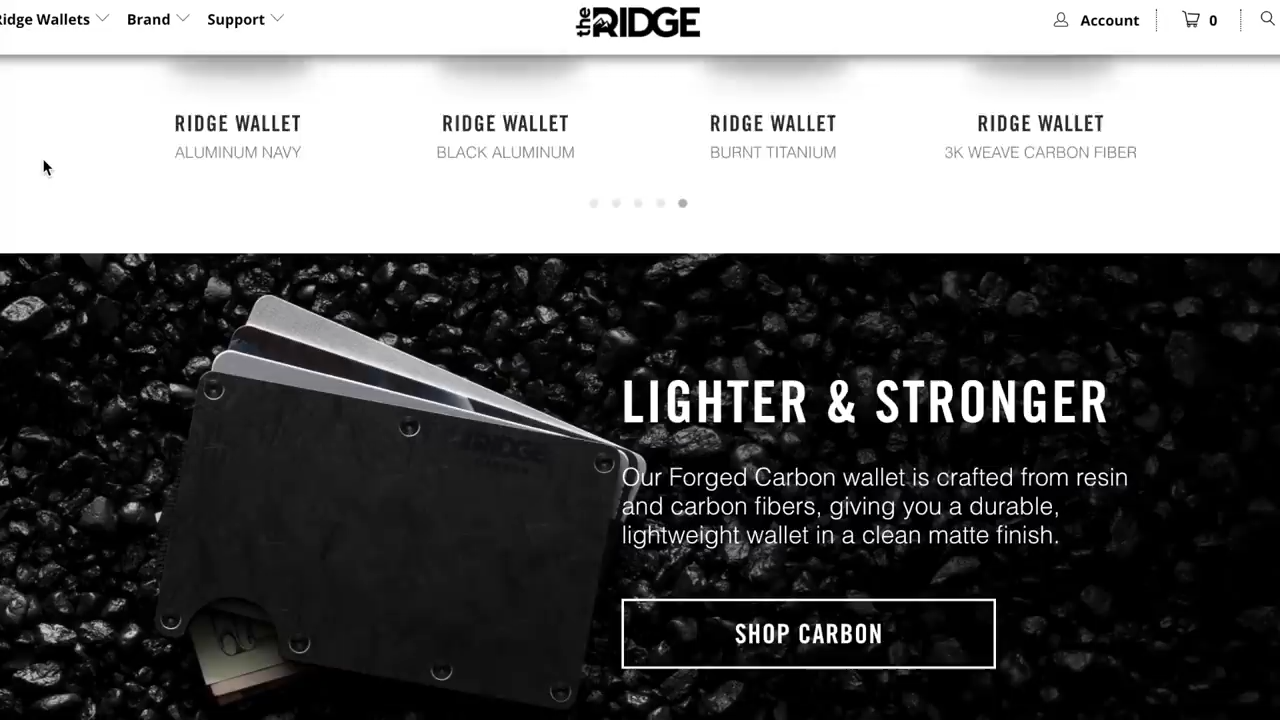 Ridge Wallets Brand Support
the RIDGE
Account 0
RIDGE WALLET
ALUMINUM NAVY
RIDGE WALLET
BLACK ALUMINUM
RIDGE WALLET
BURNT TITANIUM
RIDGE WALLET
3K WEAVE CARBON FIBER
RIDGE
LIGHTER & STRONGER
Our Forged Carbon wallet is crafted from resin
and carbon fibers, giving you a durable,
lightweight wallet in a clean matte finish.
SHOP CARBON